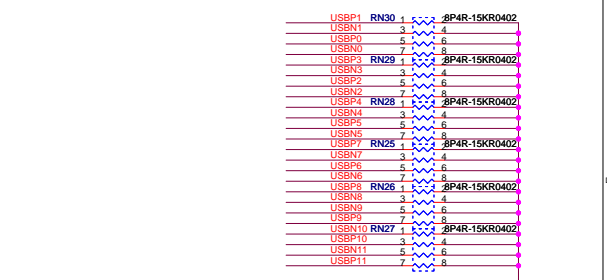 USBP1 RN30 1 2 8P4R-15KR0402
USBN1 3 4
USBP0 5 6
USBN0 7 8
USBP3 RN29 1 2 8P4R-15KR0402
USBN3 3 4
USBP2 5 6
USBN2 7 8
USBP4 RN28 1 2 8P4R-15KR0402
USBN4 3 4
USBP5 5 6
USBN5 7 8
USBP7 RN25 1 2 8P4R-15KR0402
USBN7 3 4
USBP6 5 6
USBN6 7 8
USBP8 RN26 1 2 8P4R-15KR0402
USBN8 3 4
USBN9 5 6
USBP9 7 8
USBN10 RN27 1 2 8P4R-15KR0402
USBP10 3 4
USBN11 5 6
USBP11 7 8